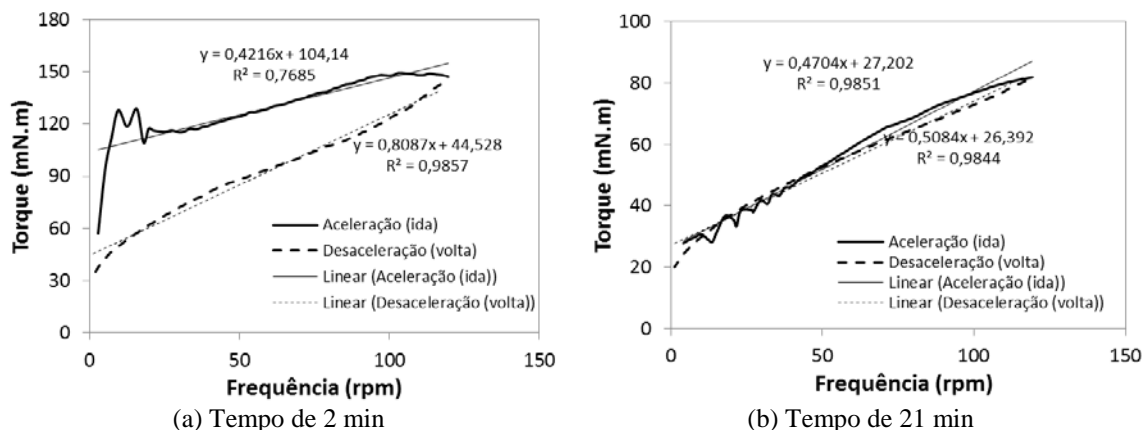 180
150
120
90
60
30
0
Torque (mN.m)
y = 0,4216x + 104,14
R² = 0,7685
y = 0,8087x + 44,528
R² = 0,9857
Aceleração (ida)
Desaceleração (volta)
Linear (Aceleração (ida))
Linear (Desaceleração (volta))
0 50 100 150
Frequência (rpm)
(a) Tempo de 2 min
100
80
60
40
20
0
Torque (mN.m)
y = 0,4704x + 27,202
R² = 0,9851
y = 0,5084x + 26,392
R² = 0,9844
Aceleração (ida)
Desaceleração (volta)
Linear (Aceleração (ida))
Linear (Desaceleração (volta))
0 50 100 150
Frequência (rpm)
(b) Tempo de 21 min